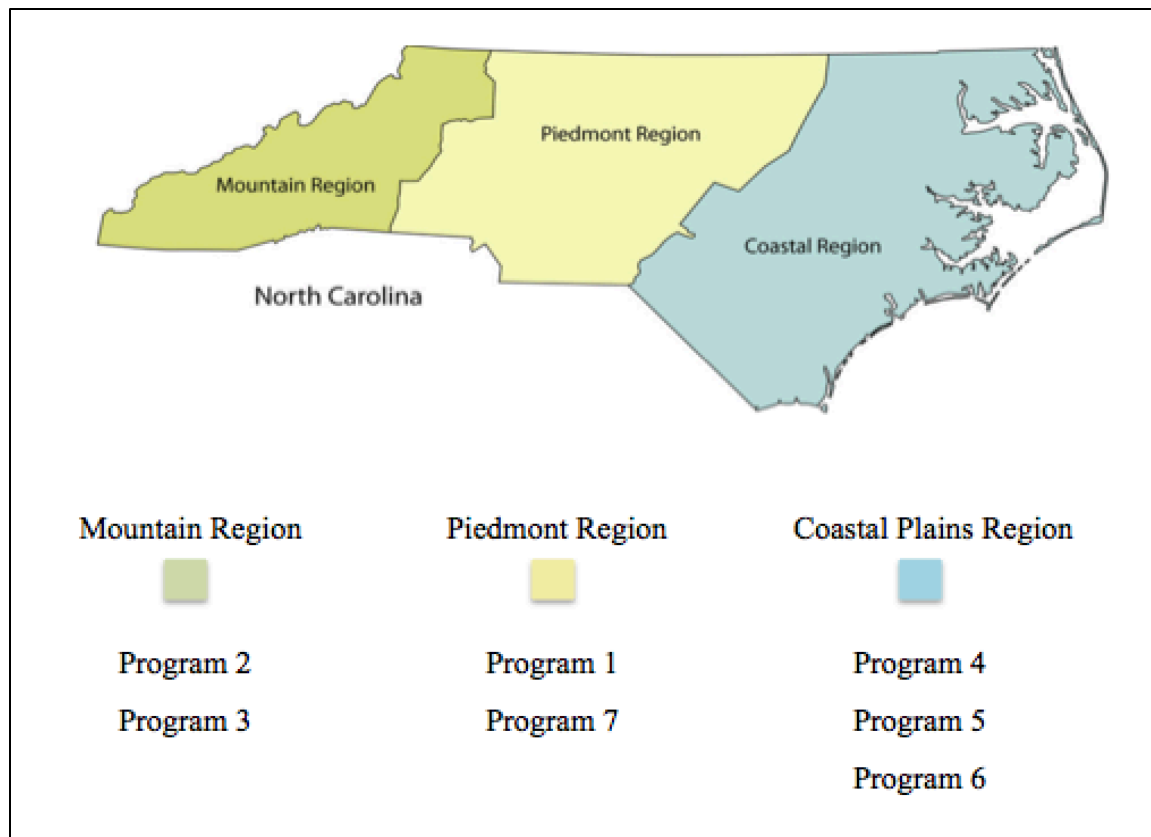 Piedmont Region
Mountain Region
Coastal Region
North Carolina
Mountain Region
Piedmont Region
Coastal Plains Region
Program 2
Program 1
Program 4
Program 3
Program 7
Program 5
Program 6